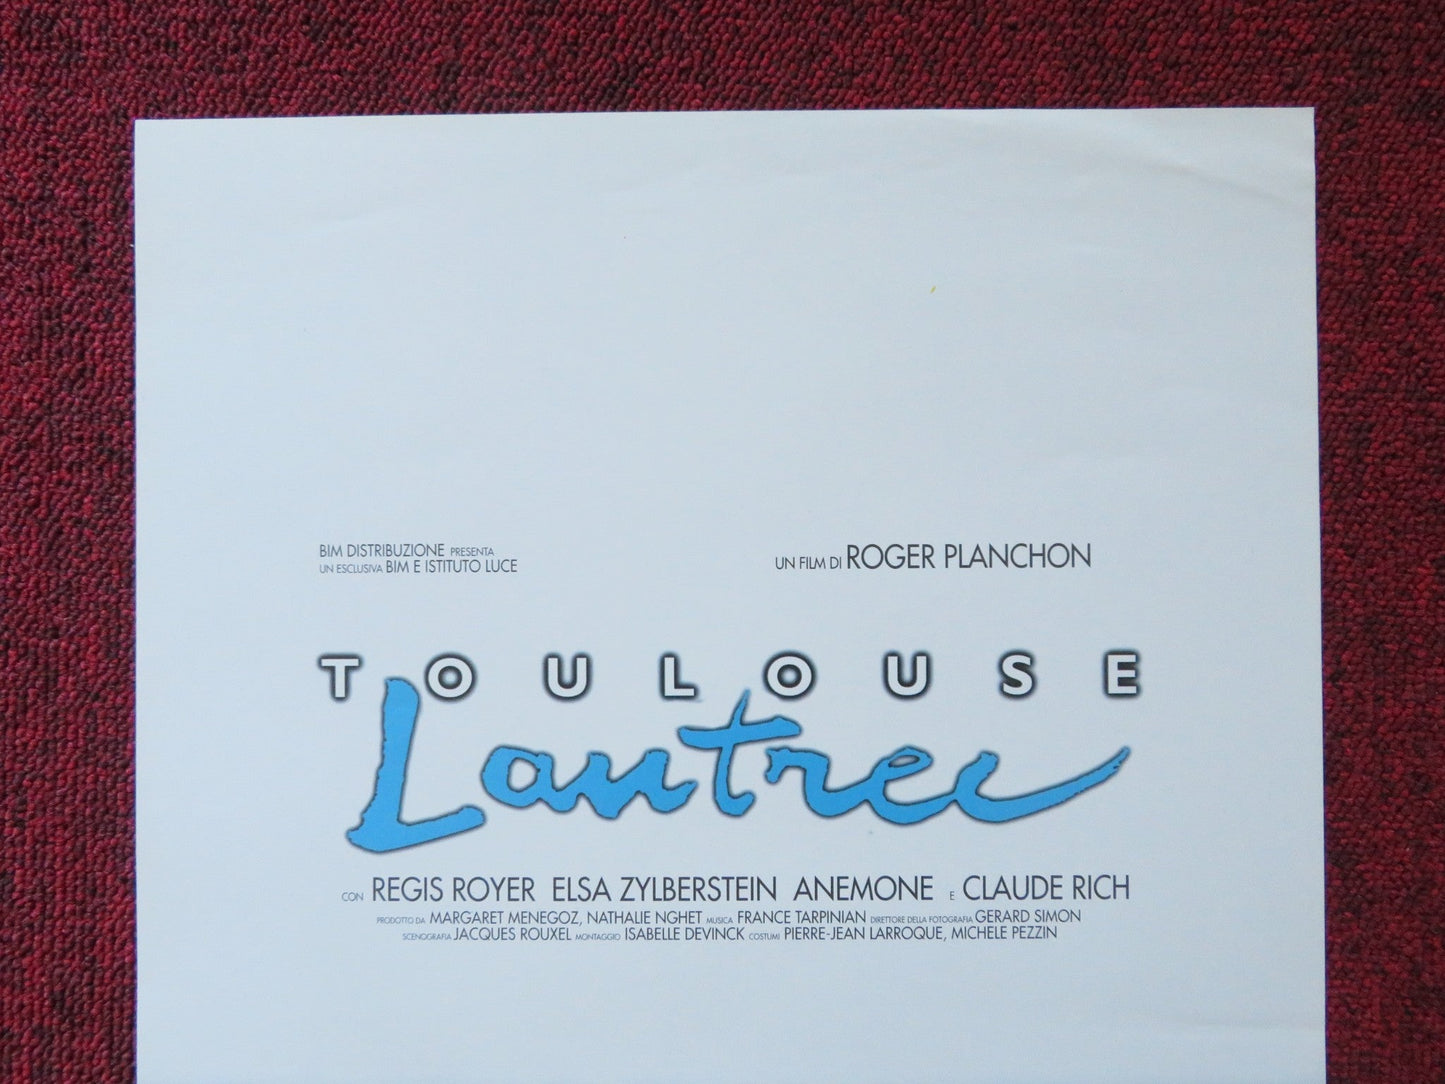 BIM DISTRIBUZIONE PRESENTA
UN ESCLUSIVA BIM E ISTITUTO LUCE
UN FILM DI ROGER PLANCHON
TOULOUSE
Lautrec
CON REGIS ROYER ELSA ZYLBERSTEIN ANEMONE E CLAUDE RICH
PRODOTTO DA MARGARET MENEGOZ, NATHALIE NGHET MUSICA FRANCE TARPINIAN DIRETTORE DELLA FOTOGRAFIA GERARD SIMON
SCENOGRAFIA JACQUES ROUXEL MONTAGGIO ISABELLE DEVINCK COSTUMI PIERRE-JEAN LARROQUE, MICHELE PEZZIN